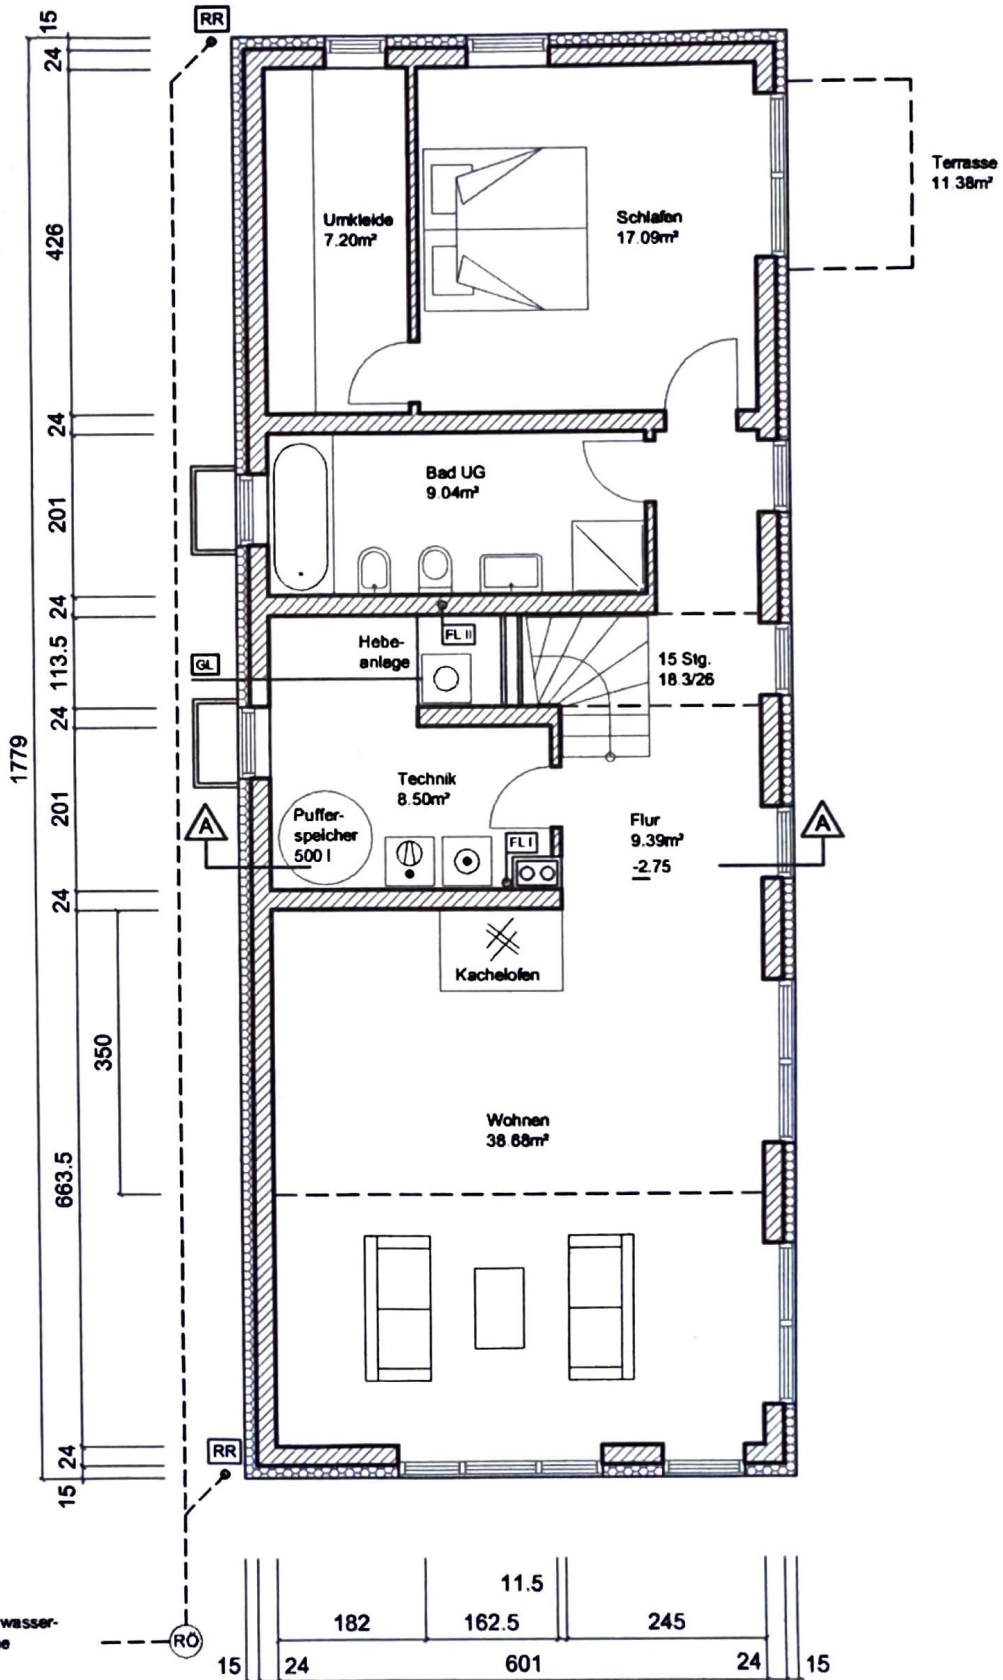 RR
15
24
426
24
201
24
113.5
24
201
24
350
663.5
24
15
1779
Terrasse
11.38m²
Umkleide
7.20m²
Schlafen
17.09m²
Bad UG
9.04m²
Hebe-
anlage
FL II
GL
15 Stg.
18.3/26
Technik
8.50m²
Puffer-
speicher
500 l
FL I
A
A
Flur
9.39m²
-2.75
Kachelofen
Wohnen
38.68m²
RR
wasser-
RÖ
11.5
182
162.5
245
15
24
601
24
15